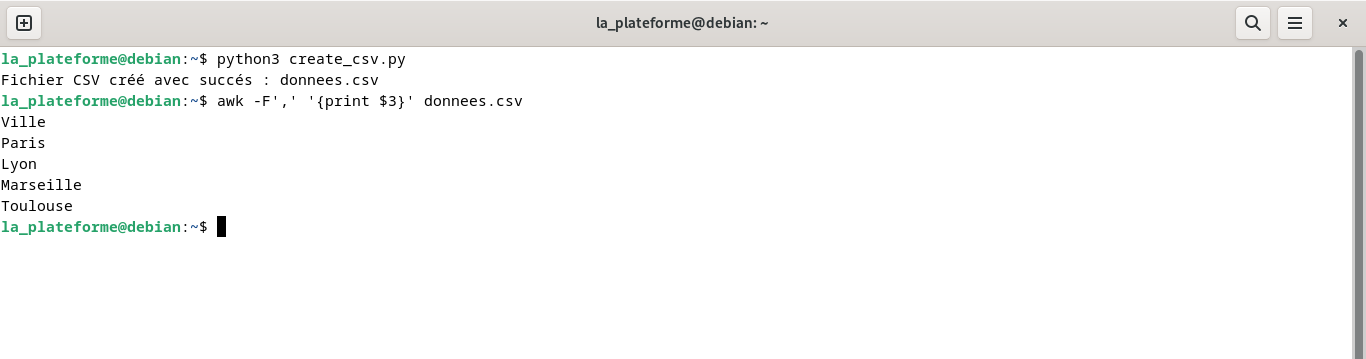 la_plateforme@debian: ~
la_plateforme@debian:~$ python3 create_csv.py
Fichier CSV créé avec succés : donnees.csv
la_plateforme@debian:~$ awk -F',' '{print $3}' donnees.csv
Ville
Paris
Lyon
Marseille
Toulouse
la_plateforme@debian:~$